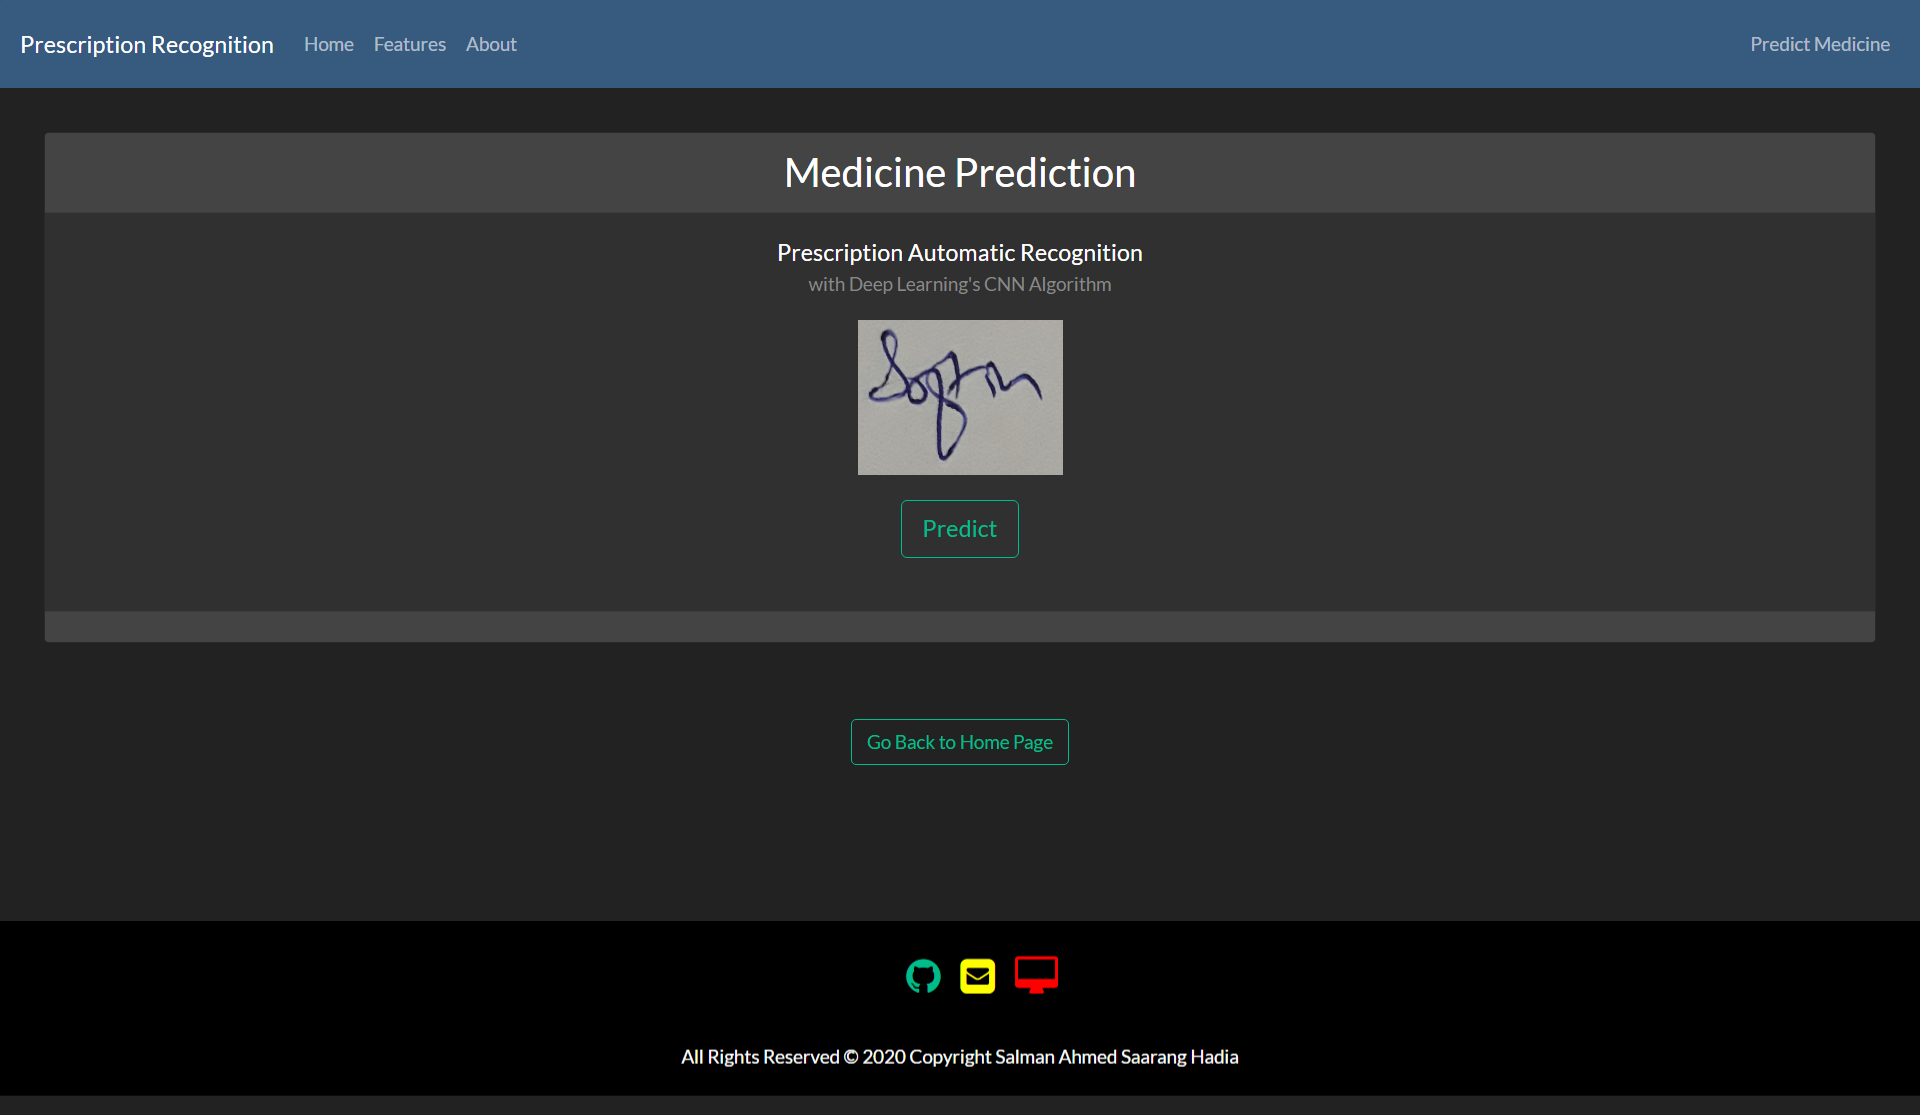 Prescription Recognition Home Features About Predict Medicine
Medicine Prediction
Prescription Automatic Recognition
with Deep Learning's CNN Algorithm
Predict
Go Back to Home Page
All Rights Reserved © 2020 Copyright Salman Ahmed Saarang Hadia